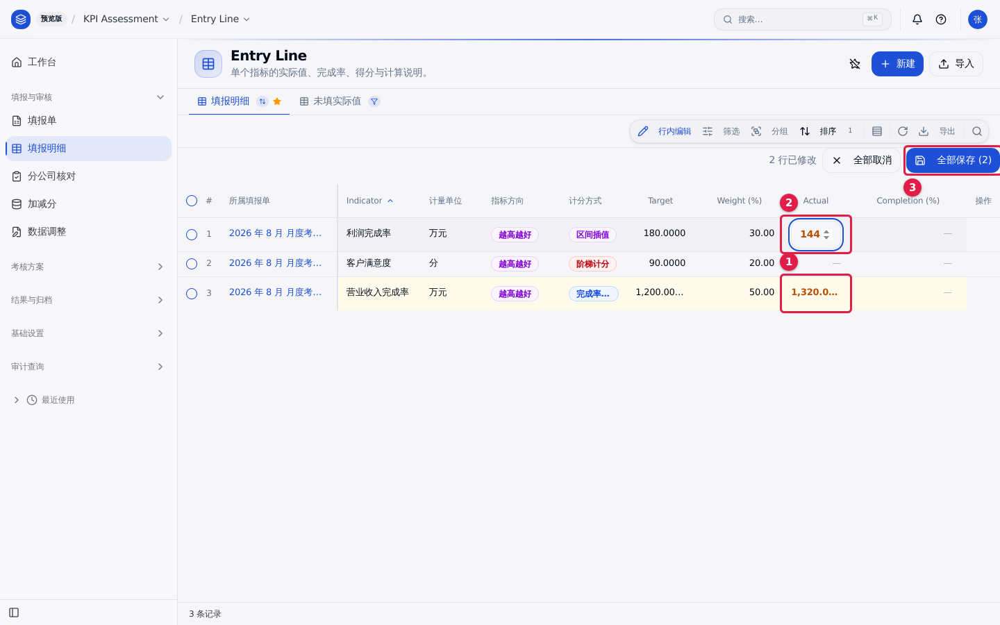 预览版 / KPI Assessment / Entry Line
搜索... ⌘K 张
工作台
填报与审核
填报单
填报明细
分公司核对
加减分
数据调整
考核方案
结果与归档
基础设置
审计查询
最近使用
Entry Line
单个指标的实际值、完成率、得分与计算说明。
新建 导入
填报明细 未填实际值
行内编辑 筛选 分组 排序 1 导出
2 行已修改 全部取消 全部保存 (2)
3
2
# 所属填报单 Indicator 计量单位 指标方向 计分方式 Target Weight (%) Actual Completion (%) 操作
1 2026 年 8 月 月度考... 利润完成率 万元 越高越好 区间插值 180.0000 30.00 144 —
1
2 2026 年 8 月 月度考... 客户满意度 分 越高越好 阶梯计分 90.0000 20.00 — —
3 2026 年 8 月 月度考... 营业收入完成率 万元 越高越好 完成率... 1,200.00... 50.00 1,320.0... —
3 条记录